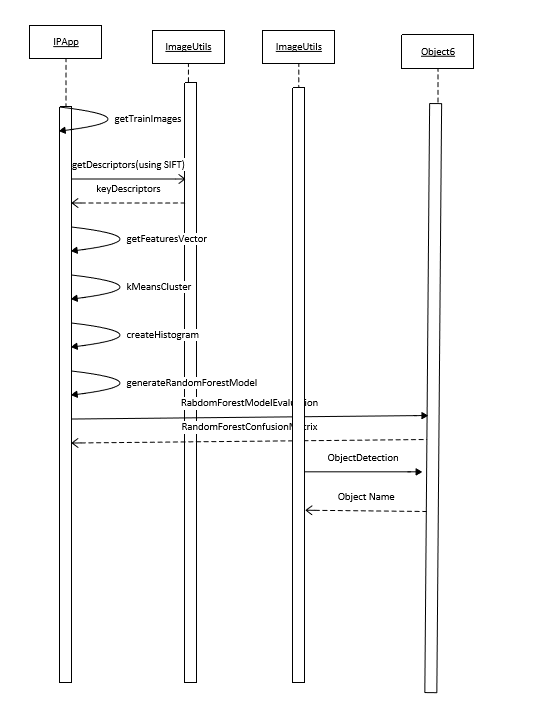 IPApp
ImageUtils
ImageUtils
Object6
getTrainImages
getDescriptors(using SIFT)
keyDescriptors
getFeaturesVector
kMeansCluster
createHistogram
generateRandomForestModel
RabdomForestModelEvaluation
RandomForestConfusionMatrix
ObjectDetection
Object Name